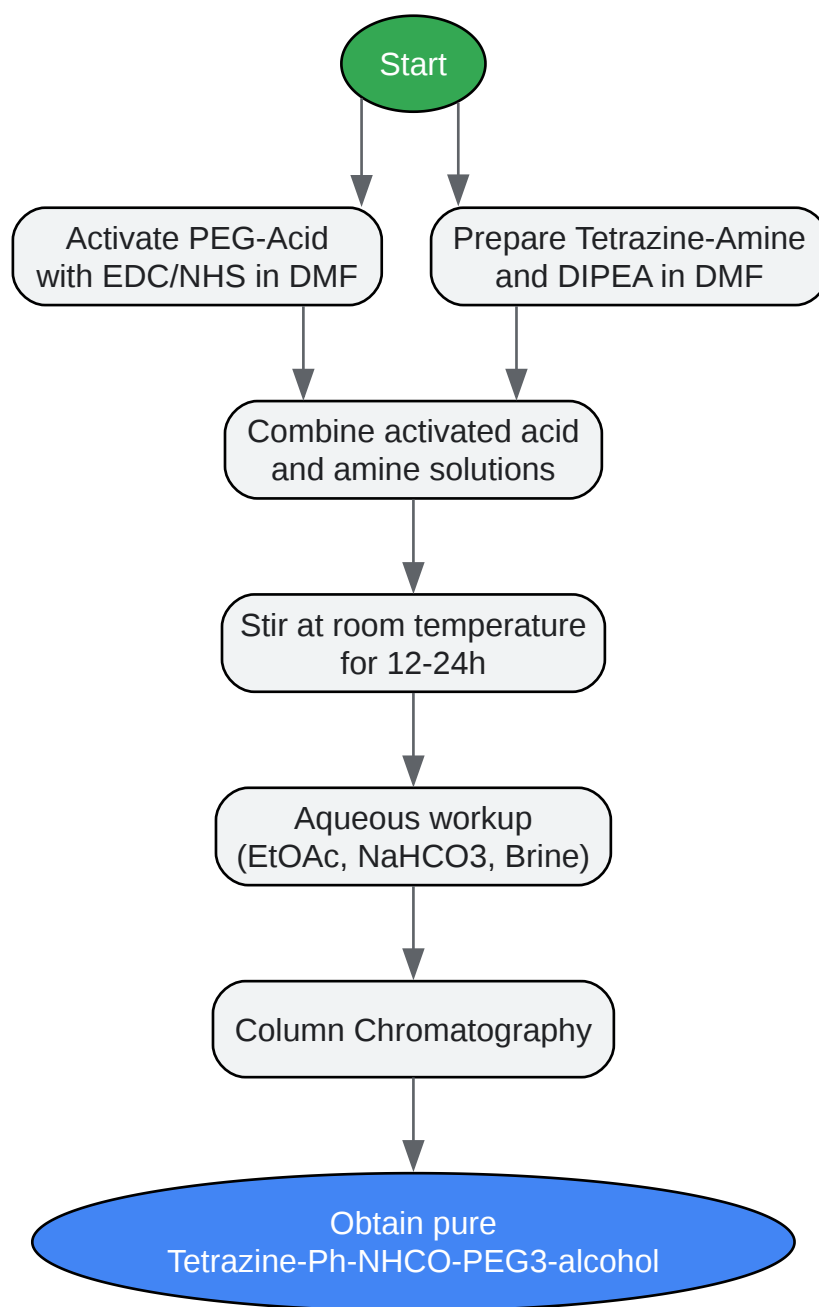 Start
Activate PEG-Acid
with EDC/NHS in DMF
Prepare Tetrazine-Amine
and DIPEA in DMF
Combine activated acid
and amine solutions
Stir at room temperature
for 12-24h
Aqueous workup
(EtOAc, NaHCO3, Brine)
Column Chromatography
Obtain pure
Tetrazine-Ph-NHCO-PEG3-alcohol